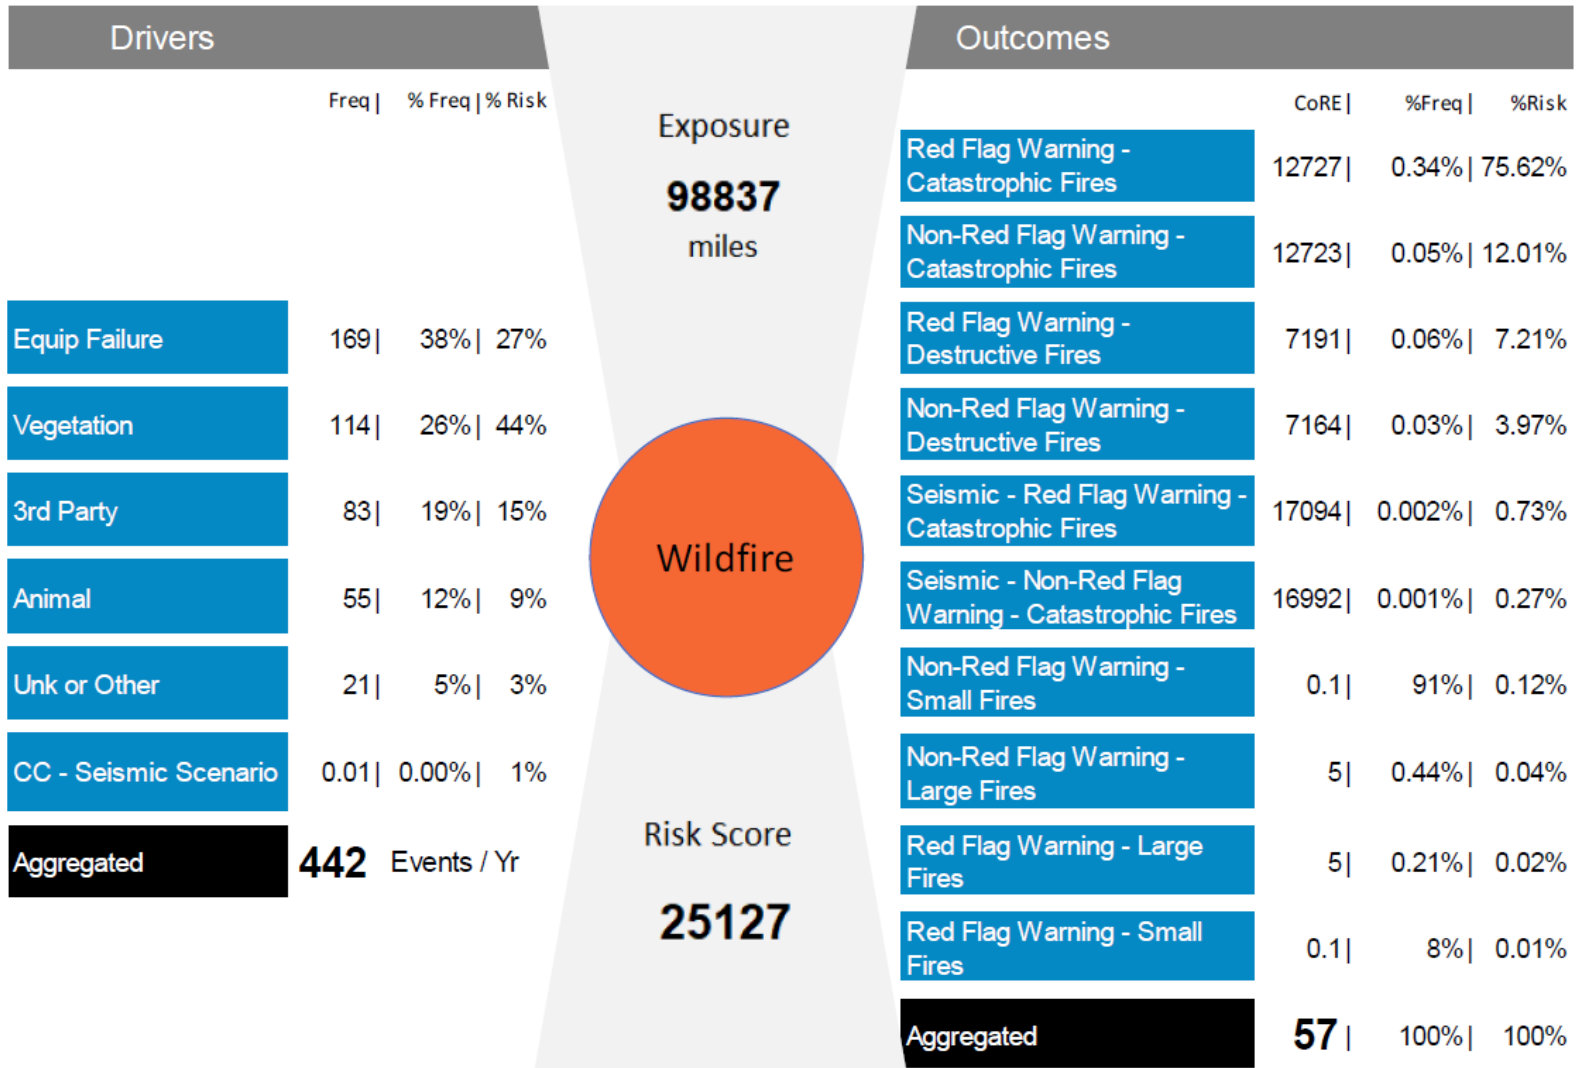 Drivers
Freq | % Freq | % Risk
Equip Failure 169| 38%| 27%
Vegetation 114| 26%| 44%
3rd Party 83| 19%| 15%
Animal 55| 12%| 9%
Unk or Other 21| 5%| 3%
CC - Seismic Scenario 0.01| 0.00%| 1%
Aggregated 442 Events / Yr
Exposure
98837
miles
Wildfire
Risk Score
25127
Outcomes
CoRE| %Freq| %Risk
Red Flag Warning -
Catastrophic Fires 12727| 0.34%| 75.62%
Non-Red Flag Warning -
Catastrophic Fires 12723| 0.05%| 12.01%
Red Flag Warning -
Destructive Fires 7191| 0.06%| 7.21%
Non-Red Flag Warning -
Destructive Fires 7164| 0.03%| 3.97%
Seismic - Red Flag Warning -
Catastrophic Fires 17094| 0.002%| 0.73%
Seismic - Non-Red Flag
Warning - Catastrophic Fires 16992| 0.001%| 0.27%
Non-Red Flag Warning -
Small Fires 0.1| 91%| 0.12%
Non-Red Flag Warning -
Large Fires 5| 0.44%| 0.04%
Red Flag Warning - Large
Fires 5| 0.21%| 0.02%
Red Flag Warning - Small
Fires 0.1| 8%| 0.01%
Aggregated 57 | 100%| 100%